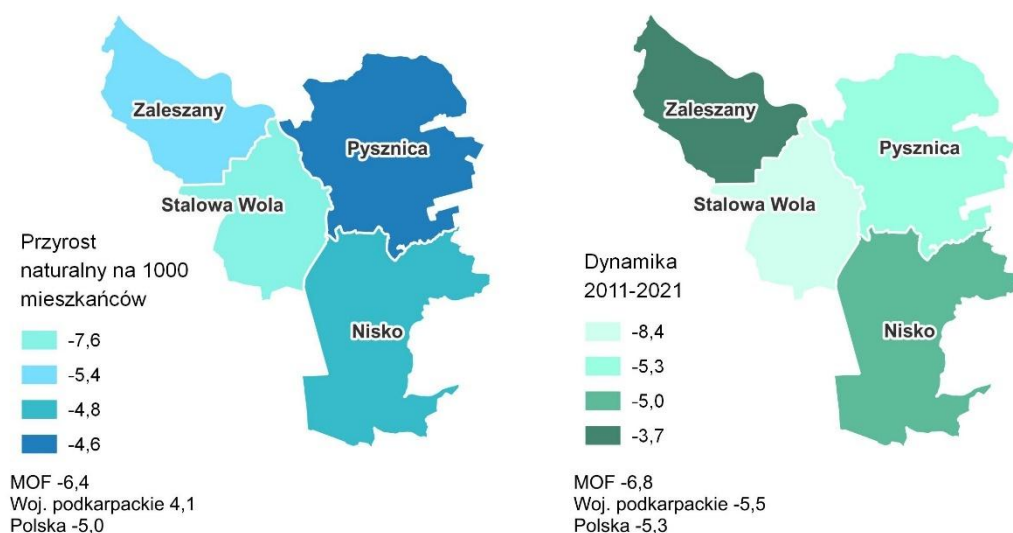 Zaleszany
Pysznica
Stalowa Wola
Nisko
Przyrost
naturalny na 1000
mieszkańców
-7,6
-5,4
-4,8
-4,6
MOF -6,4
Woj. podkarpackie 4,1
Polska -5,0
Zaleszany
Pysznica
Stalowa Wola
Nisko
Dynamika
2011-2021
-8,4
-5,3
-5,0
-3,7
MOF -6,8
Woj. podkarpackie -5,5
Polska -5,3